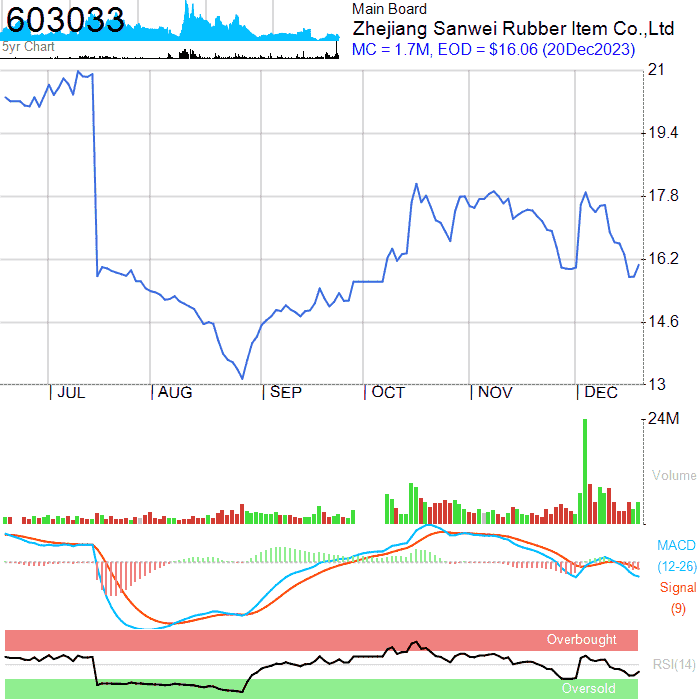 603033
5yr Chart
Main Board
Zhejiang Sanwei Rubber Item Co.,Ltd
MC = 1.7M, EOD = $16.06 (20Dec2023)
21
19.4
17.8
16.2
14.6
13
JUL AUG SEP OCT NOV DEC
24M
Volume
MACD
(12-26)
Signal
(9)
Overbought
RSI(14)
Oversold